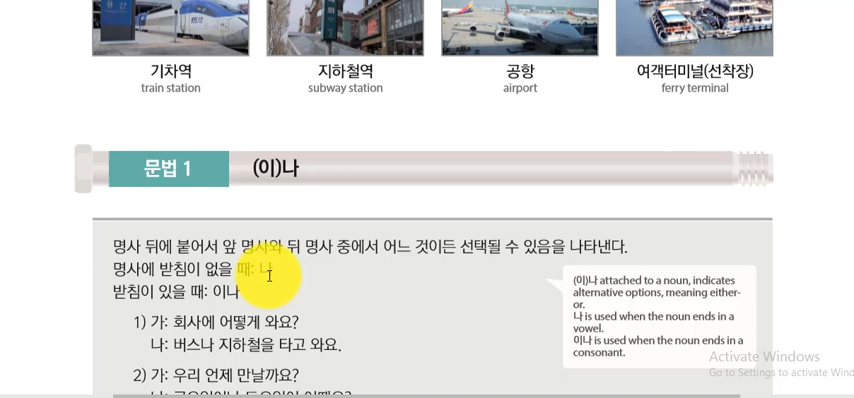 용산
기차역
train station
지하철역
subway station
공항
airport
여객터미널(선착장)
ferry terminal
문법 1
(이)나
명사 뒤에 붙어서 앞 명사와 뒤 명사 중에서 어느 것이든 선택될 수 있음을 나타낸다.
명사에 받침이 없을 때: 나
받침이 있을 때: 이나
1) 가: 회사에 어떻게 와요?
나: 버스나 지하철을 타고 와요.
2) 가: 우리 언제 만날까요?
(이)나 attached to a noun, indicates
alternative options, meaning either-
or.
나 is used when the noun ends in a
vowel.
이나 is used when the noun ends in a
consonant.
Activate Windows
Go to Settings to activate Wind